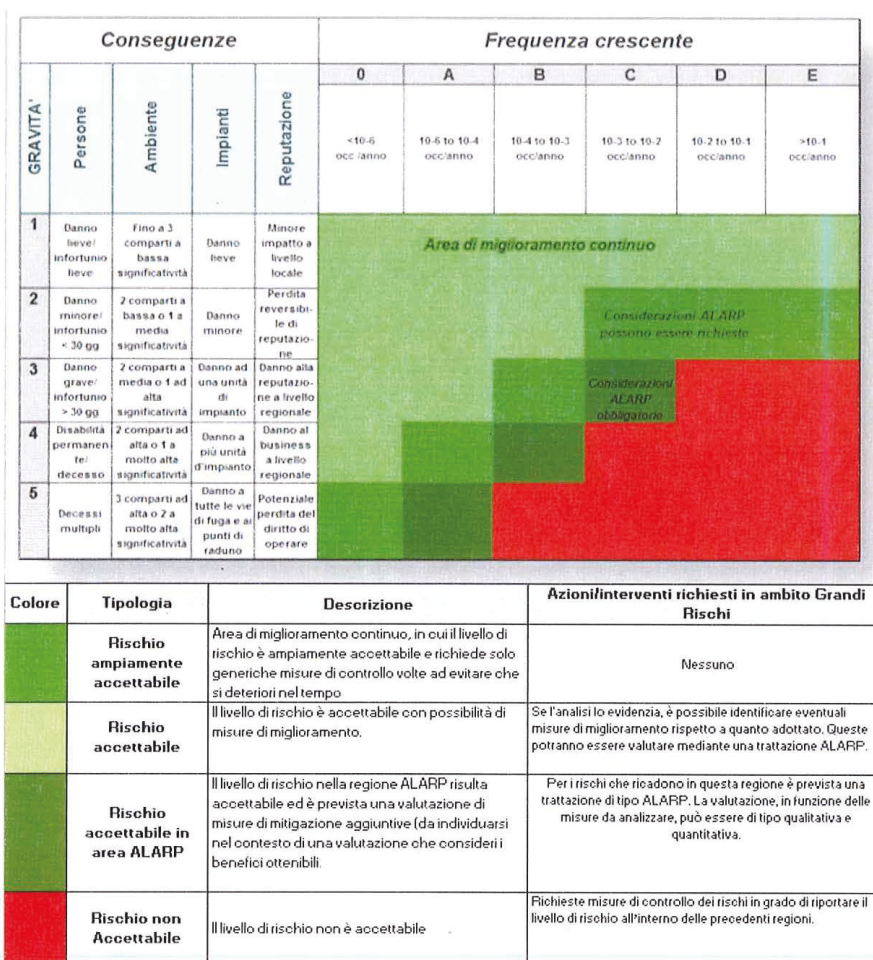 Conseguenze
Frequenza crescente
GRAVITA'
Persone
Ambiente
Impianti
Reputazione
0
A
B
C
D
E
<10-6
occ/anno
10-6 to 10-4
occ/anno
10-4 to 10-3
occ/anno
10-3 to 10-2
occ/anno
10-2 to 10-1
occ/anno
>10-1
occ/anno
1
Danno
lieve/
infortunio
lieve
Fino a 3
comparti a
bassa
significatività
Danno
lieve
Minore
impatto a
livello
locale
Area di miglioramento continuo
2
Danno
minore/
infortunio
< 30 gg
2 comparti a
bassa o 1 a
media
significatività
Danno
minore
Perdita
reversibi-
le di
reputazio-
ne
Considerazioni ALARP
possono essere richieste
3
Danno
grave/
infortunio
> 30 gg
2 comparti a
media o 1 ad
alta
significatività
Danno ad
una unità
di
impianto
Danno alla
reputazio-
ne a livello
regionale
Considerazioni
ALARP
obbligatorie
4
Disabilità
permanen
te/
decesso
2 comparti ad
alta o 1 a
molto alta
significatività
Danno a
più unità
d'impianto
Danno al
business
a livello
regionale
5
Decessi
multipli
3 comparti ad
alta o 2 a
molto alta
significatività
Danno a
tutte le vie
di fuga e ai
punti di
raduno
Potenziale
perdita del
diritto di
operare
Colore
Tipologia
Descrizione
Azioni/interventi richiesti in ambito Grandi
Rischi
Rischio
ampiamente
accettabile
Area di miglioramento continuo, in cui il livello di
rischio è ampiamente accettabile e richiede solo
generiche misure di controllo volte ad evitare che
si deteriori nel tempo
Nessuno
Rischio
accettabile
Il livello di rischio è accettabile con possibilità di
misure di miglioramento.
Se l'analisi lo evidenzia, è possibile identificare eventuali
misure di miglioramento rispetto a quanto adottato. Queste
potranno essere valutare mediante una trattazione ALARP.
Rischio
accettabile in
area ALARP
Il livello di rischio nella regione ALARP risulta
accettabile ed è prevista una valutazione di
misure di mitigazione aggiuntive (da individuarsi
nel contesto di una valutazione che consideri i
benefici ottenibili.
Per i rischi che ricadono in questa regione è prevista una
trattazione di tipo ALARP. La valutazione, in funzione delle
misure da analizzare, può essere di tipo qualitativa e
quantitativa.
Rischio non
Accettabile
Il livello di rischio non è accettabile
Richieste misure di controllo dei rischi in grado di riportare il
livello di rischio all'interno delle precedenti regioni.